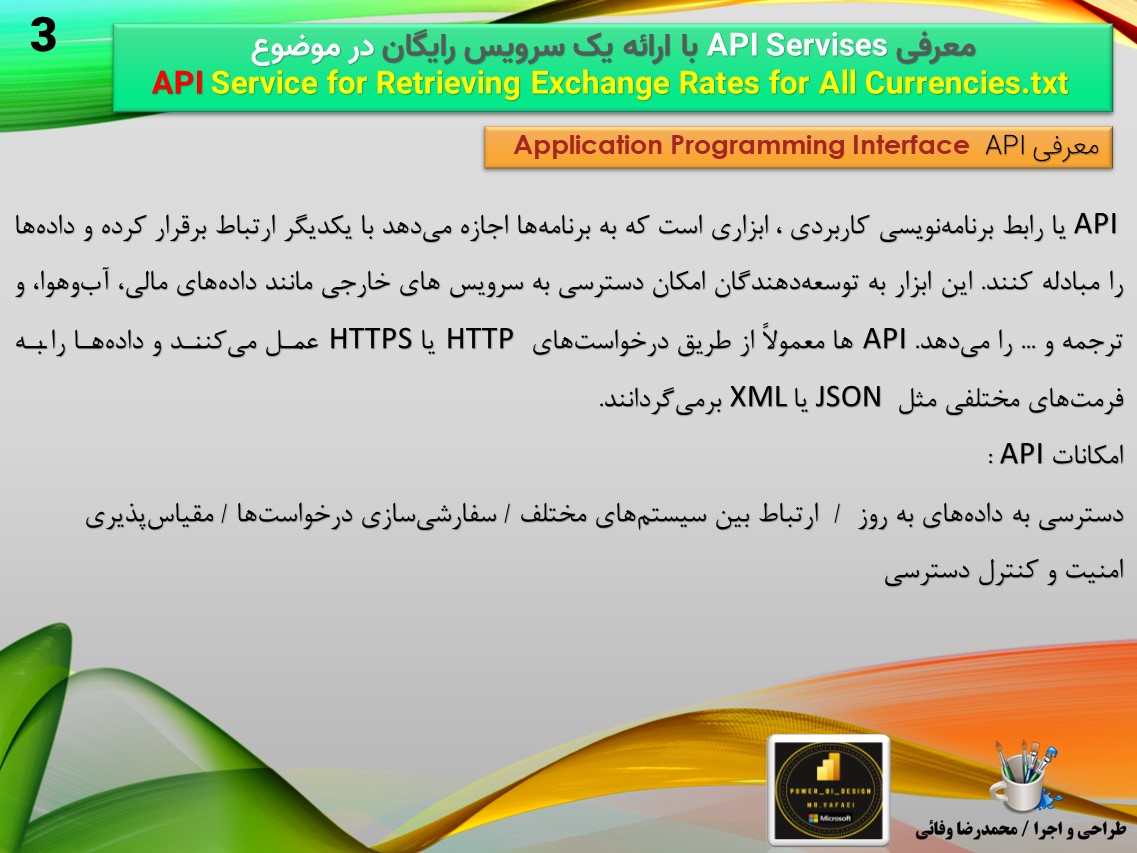 3
معرفی API Servises با ارائه یک سرویس رایگان در موضوع
API Service for Retrieving Exchange Rates for All Currencies.txt
معرفی API Application Programming Interface
API یا رابط برنامه‌نویسی کاربردی ، ابزاری است که به برنامه‌ها اجازه می‌دهد با یکدیگر ارتباط برقرار کرده و داده‌ها
را مبادله کنند. این ابزار به توسعه‌دهندگان امکان دسترسی به سرویس های خارجی مانند داده‌های مالی، آب‌وهوا، و
ترجمه و ... را می‌دهد. API ها معمولاً از طریق درخواست‌های HTTP یا HTTPS عمل می‌کنند و داده‌ها را به
فرمت‌های مختلفی مثل JSON یا XML برمی‌گردانند.
امکانات API :
دسترسی به داده‌های به روز / ارتباط بین سیستم‌های مختلف / سفارشی‌سازی درخواست‌ها / مقیاس‌پذیری
امنیت و کنترل دسترسی
POWER_BI_DESIGN
MR.VAFAEI
Microsoft
طراحی و اجرا / محمدرضا وفائی